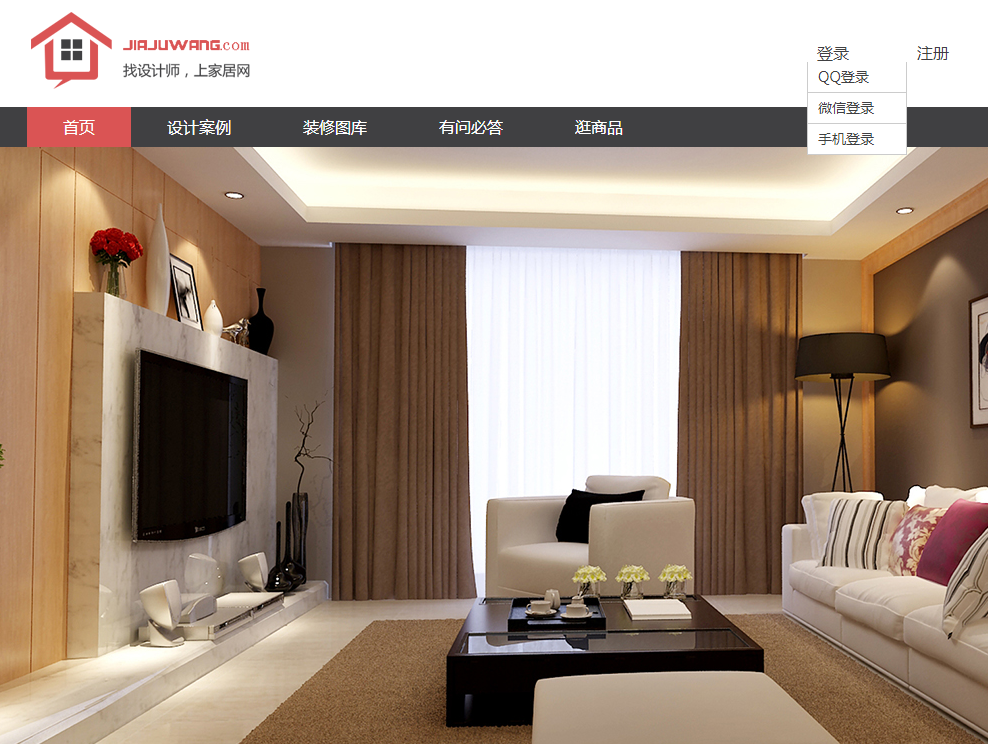 JIAJUWANG.com
找设计师，上家居网
登录
注册
QQ登录
微信登录
手机登录
首页
设计案例
装修图库
有问必答
逛商品